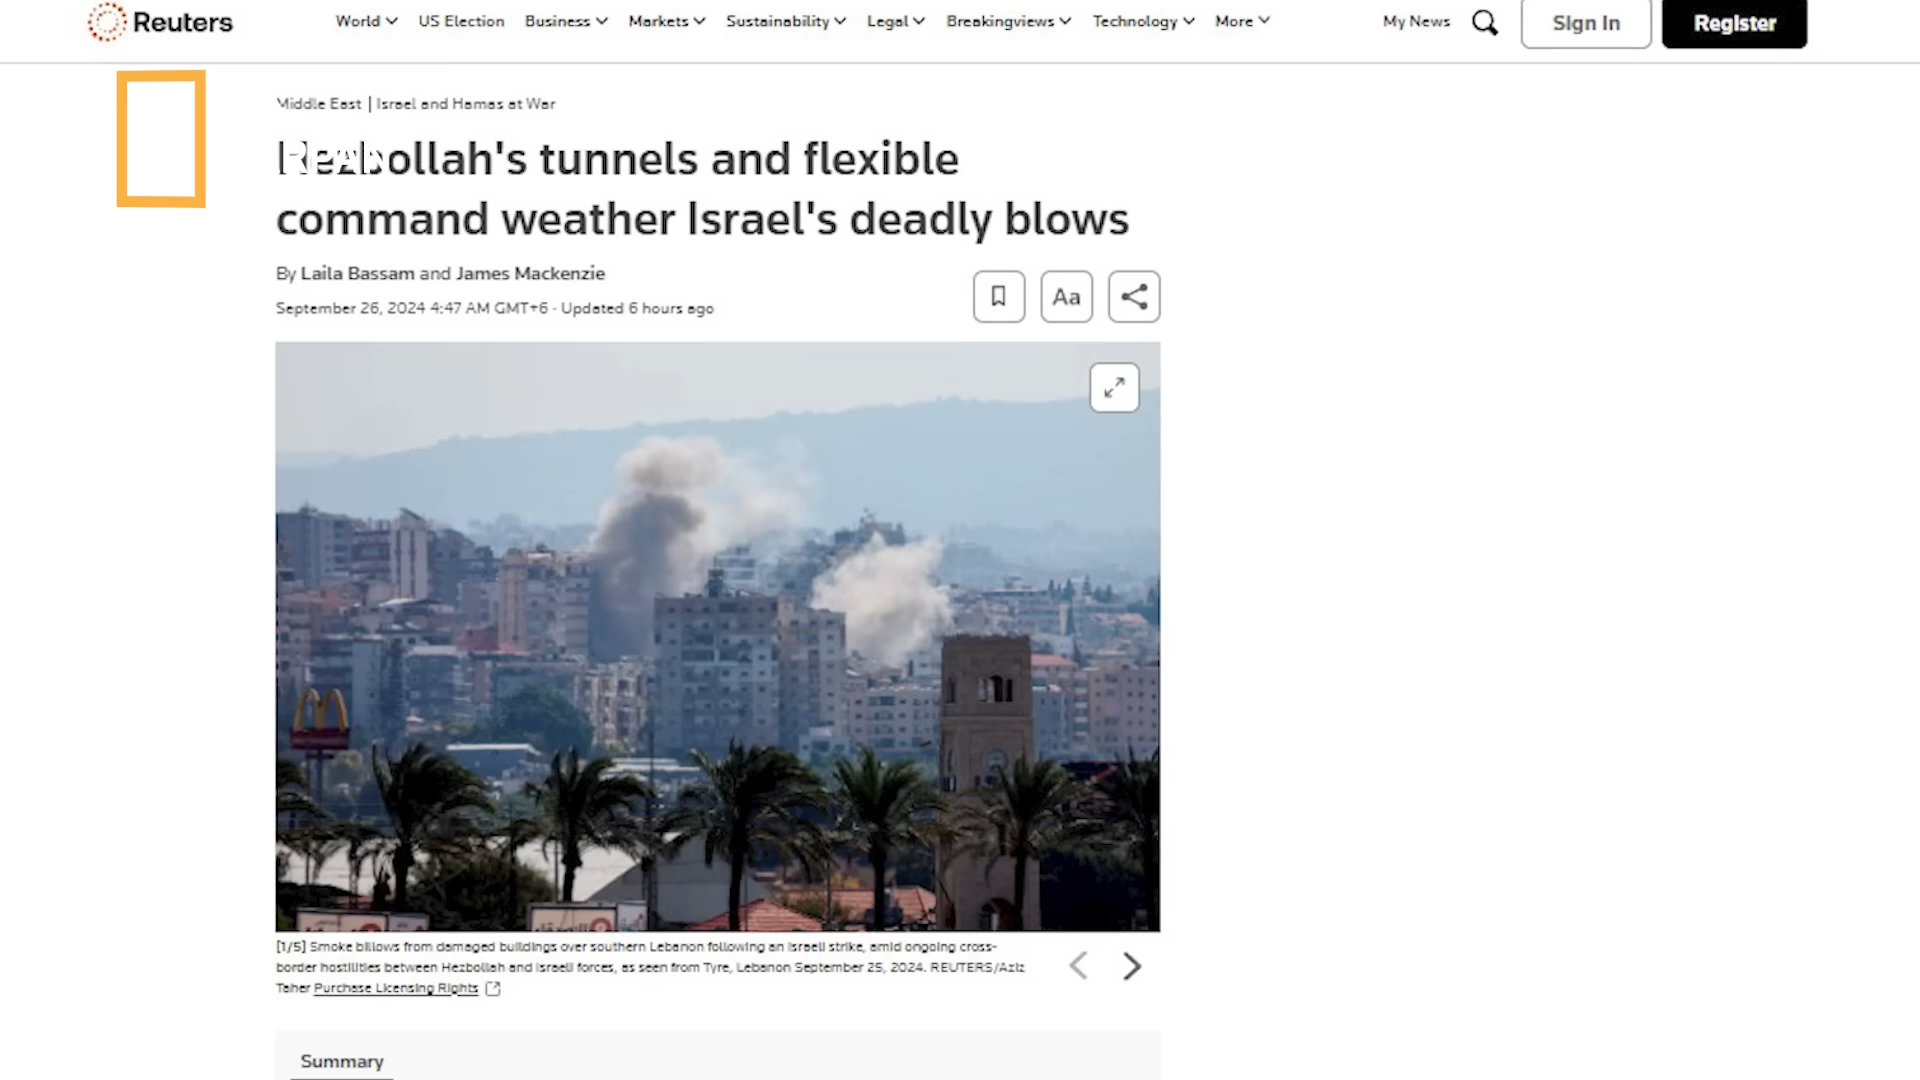 Reuters
World US Election Business Markets Sustainability Legal Breakingviews Technology More My News Sign In Register
Middle East | Israel and Hamas at War
Hezbollah's tunnels and flexible
command weather Israel's deadly blows
By Laila Bassam and James Mackenzie
September 26, 2024 4:47 AM GMT+6 · Updated 6 hours ago
Aa
[1/5] Smoke billows from damaged buildings over southern Lebanon following an Israeli strike, amid ongoing cross-
border hostilities between Hezbollah and Israeli forces, as seen from Tyre, Lebanon September 25, 2024. REUTERS/Aziz
Taher Purchase Licensing Rights
Summary